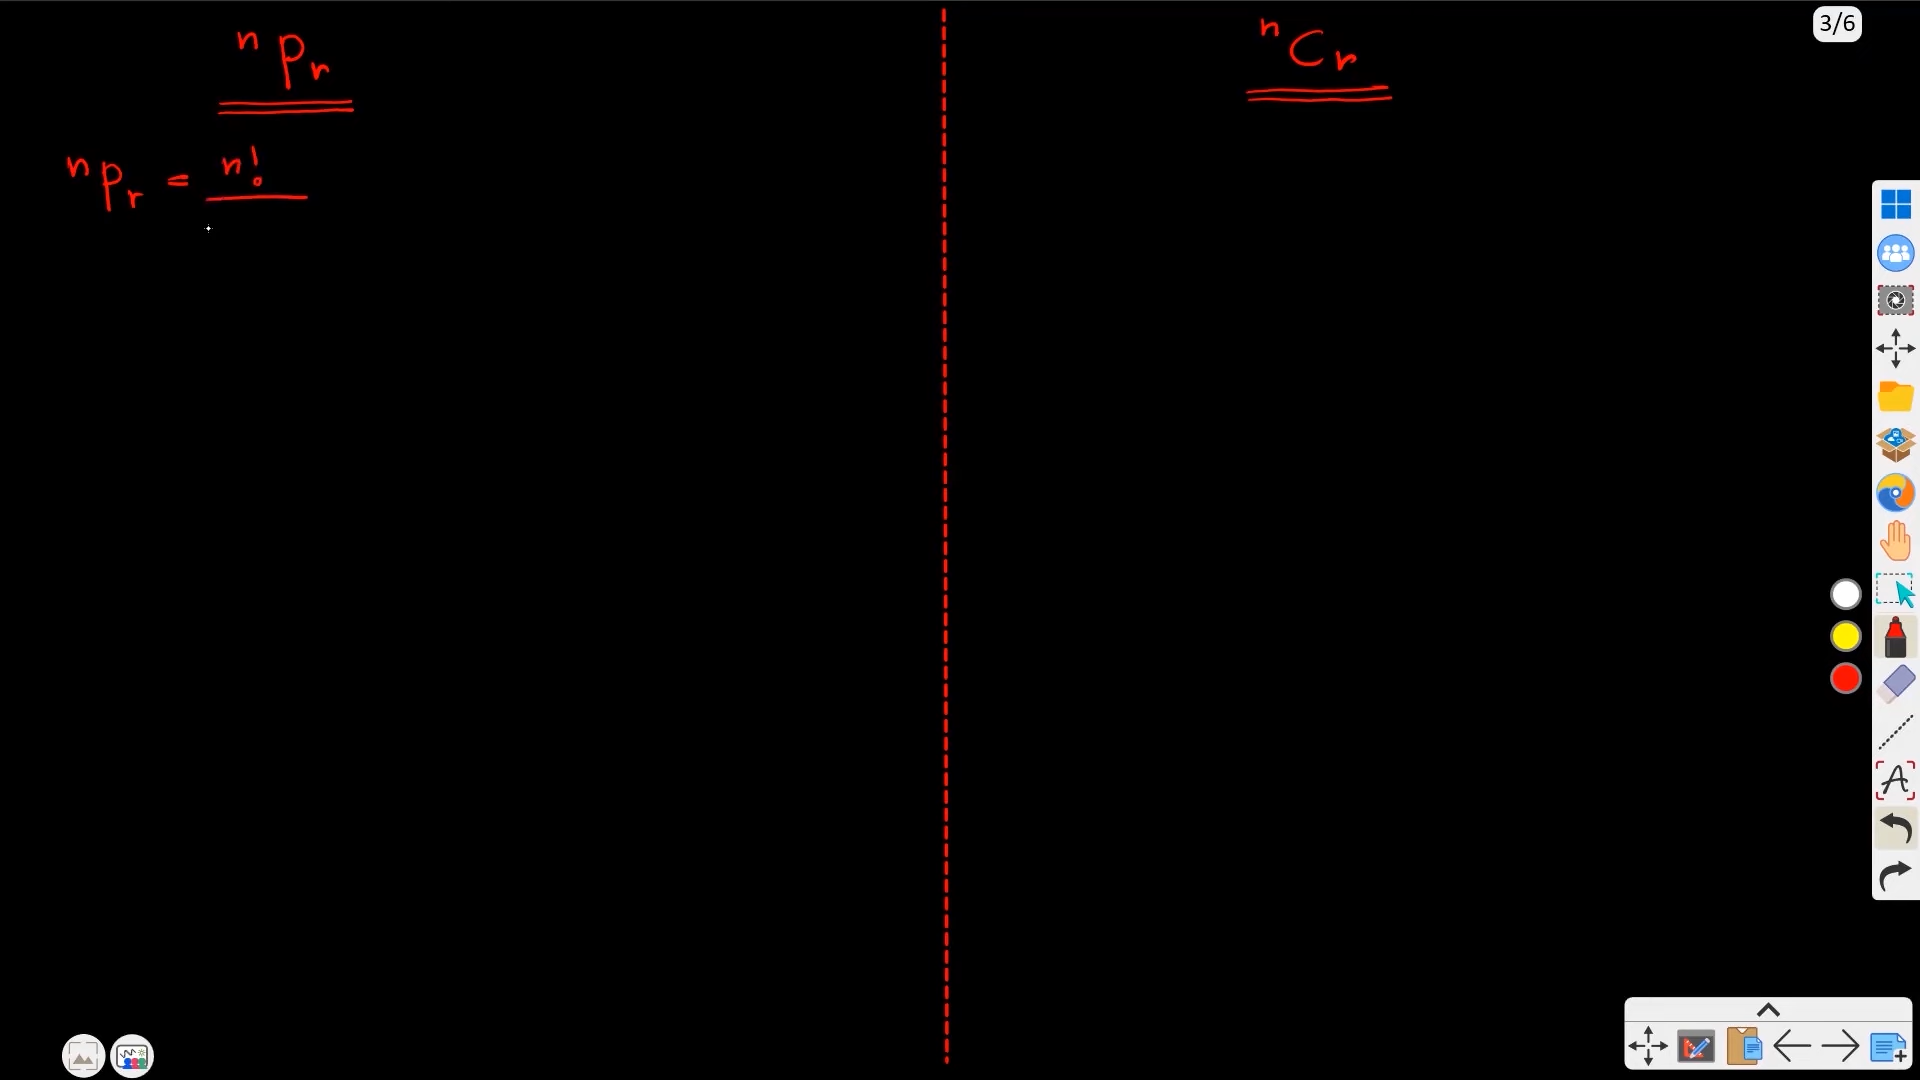 ⁿPᵣ
ⁿPᵣ = n!
ⁿCᵣ
3/6